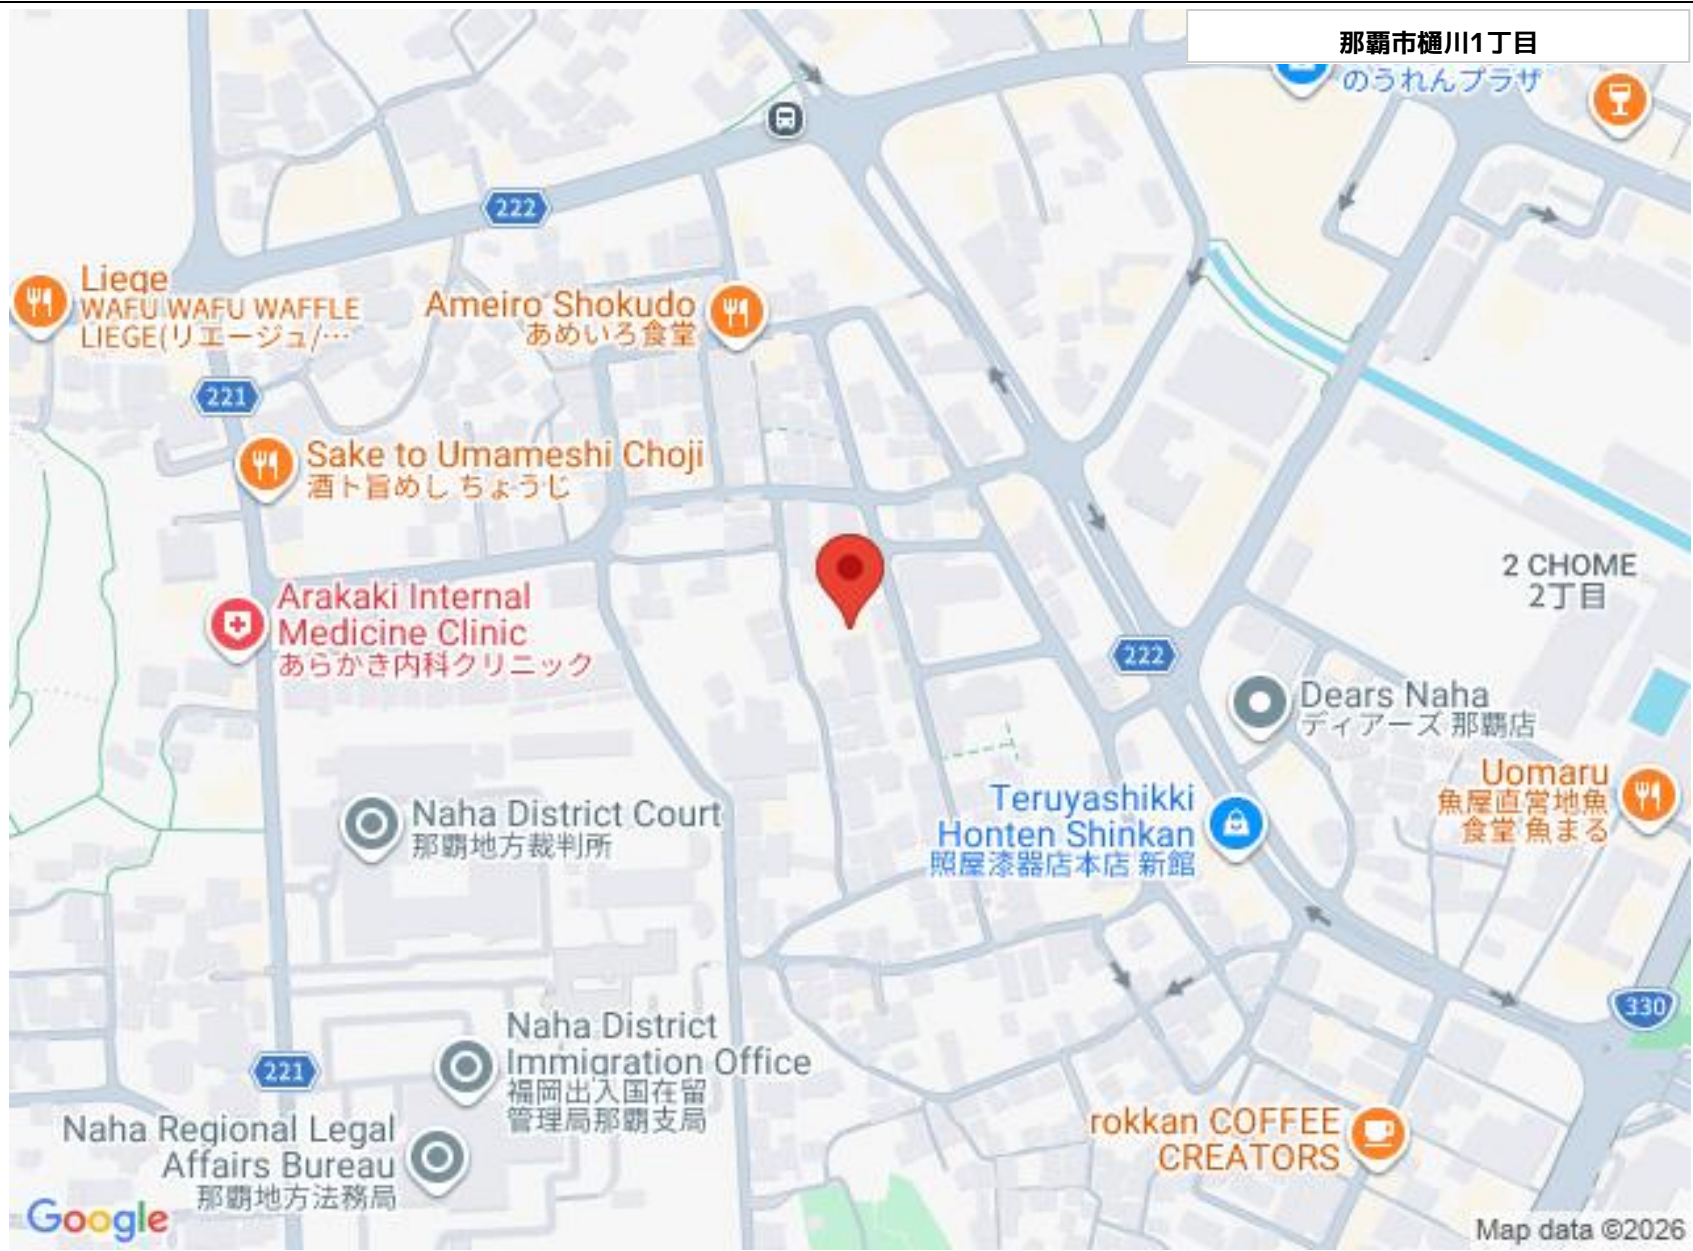 那覇市樋川1丁目
のうれんプラザ
222
Liege
WAFU WAFU WAFFLE
LIEGE(リエージュ/…
Ameiro Shokudo
あめいろ食堂
221
Sake to Umameshi Choji
酒ト旨めし ちょうじ
2 CHOME
2丁目
Arakaki Internal
Medicine Clinic
あらかき内科クリニック
222
Dears Naha
ディアーズ 那覇店
Uomaru
魚屋直営地魚
食堂 魚まる
Teruyashikki
Honten Shinkan
照屋漆器店本店 新館
Naha District Court
那覇地方裁判所
330
Naha District
Immigration Office
福岡出入国在留
管理局那覇支局
221
Naha Regional Legal
Affairs Bureau
那覇地方法務局
rokkan COFFEE
CREATORS
Google
Map data ©2026